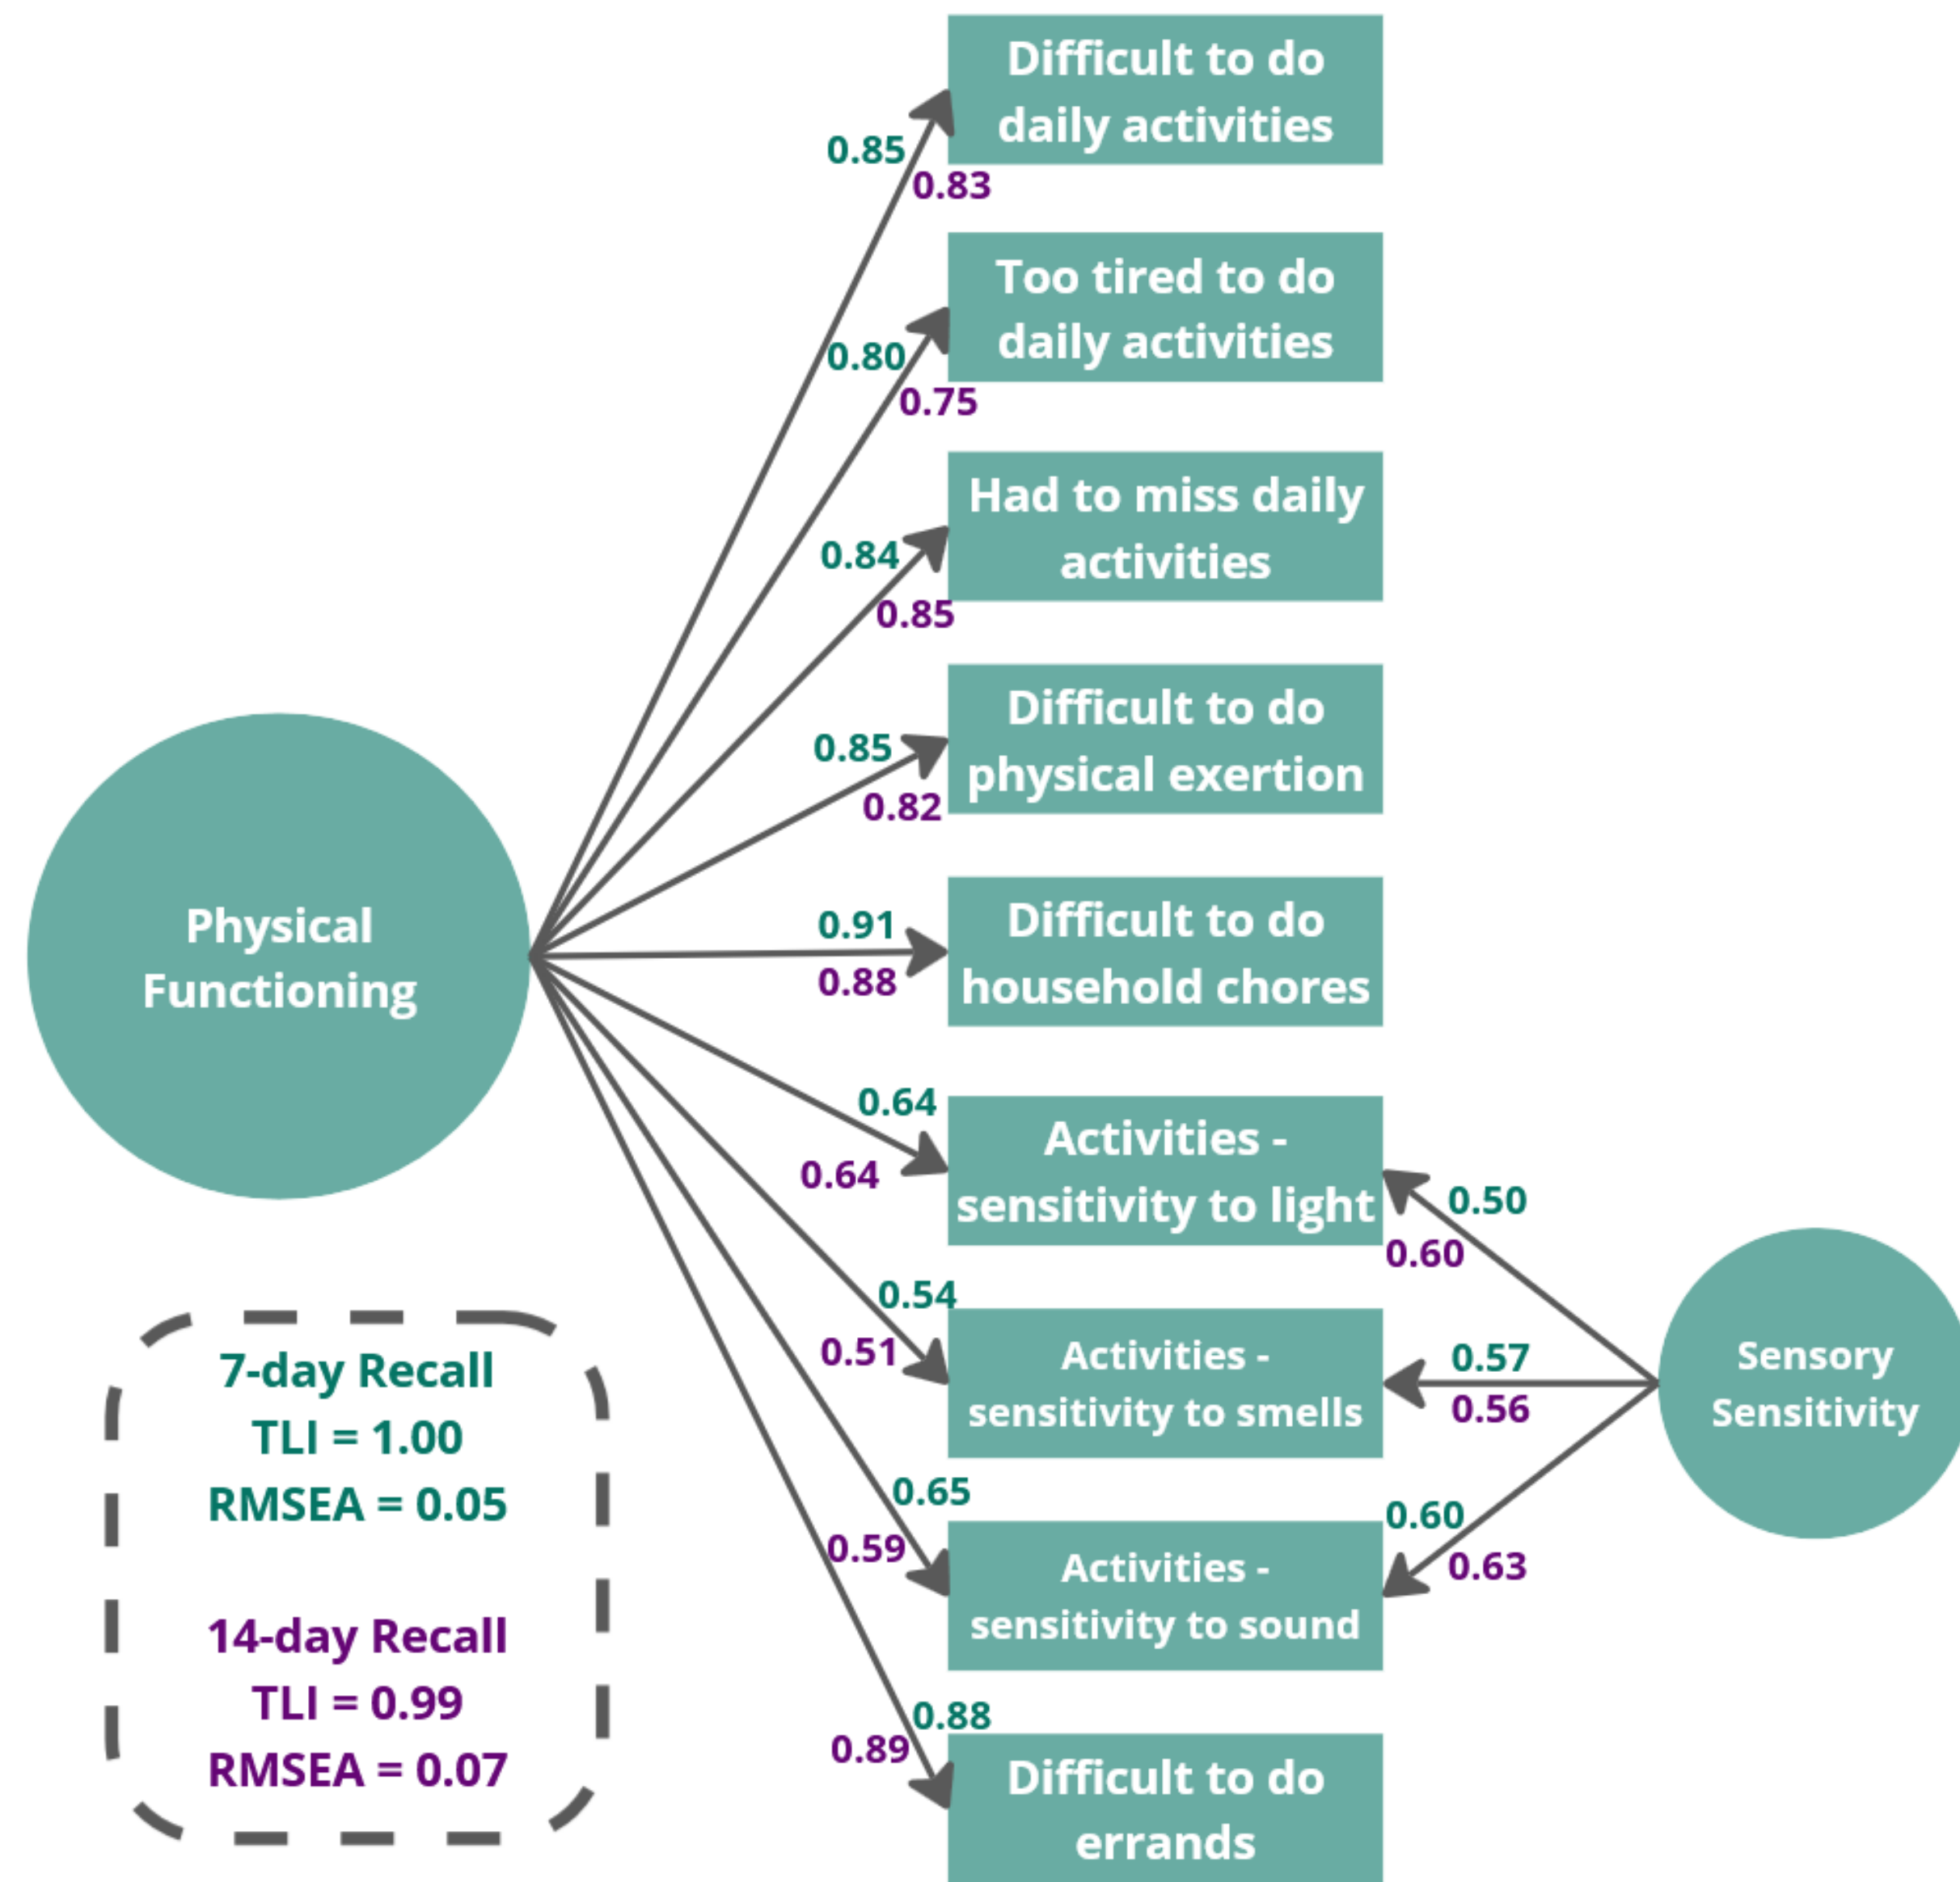 Difficult to do
daily activities
0.85
0.83
Too tired to do
daily activities
0.80
0.75
Had to miss daily
activities
0.84
0.85
Difficult to do
physical exertion
0.85
0.82
Physical
Functioning
0.91
0.88
Difficult to do
household chores
0.64
0.64
Activities -
sensitivity to light
0.50
0.60
0.54
0.51
Activities -
sensitivity to smells
0.57
0.56
Sensory
Sensitivity
0.65
0.59
Activities -
sensitivity to sound
0.60
0.63
0.88
0.89
Difficult to do
errands
7-day Recall
TLI = 1.00
RMSEA = 0.05
14-day Recall
TLI = 0.99
RMSEA = 0.07